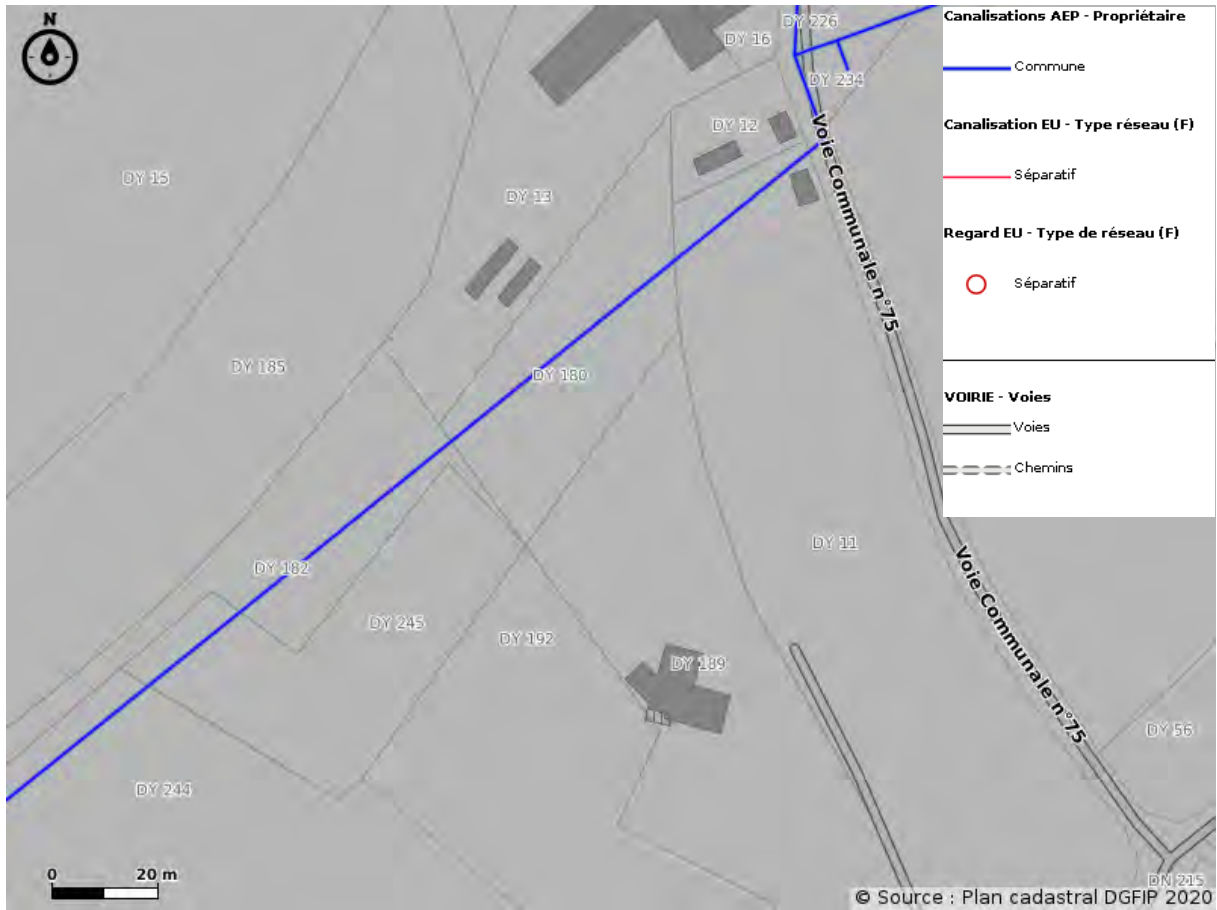 N
DY 226
DY 16
DY 234
DY 12
DY 15
DY 13
Voie Communale n°75
DY 185
DY 180
DY 11
DY 182
DY 245
DY 192
DY 189
Voie Communale n°75
DY 56
DY 244
DN 215
0 20 m
© Source : Plan cadastral DGFIP 2020
Canalisations AEP - Propriétaire
Commune
Canalisation EU - Type réseau (F)
Séparatif
Regard EU - Type de réseau (F)
Séparatif
VOIRIE - Voies
Voies
Chemins